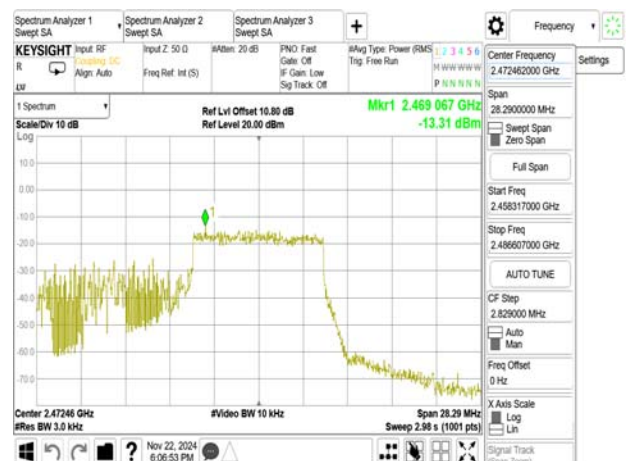 Spectrum Analyzer 1
Swept SA
Spectrum Analyzer 2
Swept SA
Spectrum Analyzer 3
Swept SA
+
Frequency
Settings
KEYSIGHT
R
Input: RF
Coupling: DC
Align: Auto
Input Z: 50 Ω
Freq Ref: Int (S)
#Atten: 20 dB
PNO: Fast
Gate: Off
IF Gain: Low
Sig Track: Off
#Avg Type: Power (RMS
Trig: Free Run
1 2 3 4 5 6
M W W W W W
P N N N N N
1 Spectrum
Scale/Div 10 dB
Log
Ref Lvl Offset 10.80 dB
Ref Level 20.00 dBm
Mkr1 2.469 067 GHz
-13.31 dBm
10.0
0.00
-10.0
-20.0
-30.0
-40.0
-50.0
-60.0
-70.0
1
Center 2.47246 GHz
#Res BW 3.0 kHz
#Video BW 10 kHz
Span 28.29 MHz
Sweep 2.98 s (1001 pts)
Nov 22, 2024
6:06:53 PM
Center Frequency
2.472462000 GHz
Span
28.2900000 MHz
Swept Span
Zero Span
Full Span
Start Freq
2.458317000 GHz
Stop Freq
2.486607000 GHz
AUTO TUNE
CF Step
2.829000 MHz
Auto
Man
Freq Offset
0 Hz
X Axis Scale
Log
Lin
Signal Track